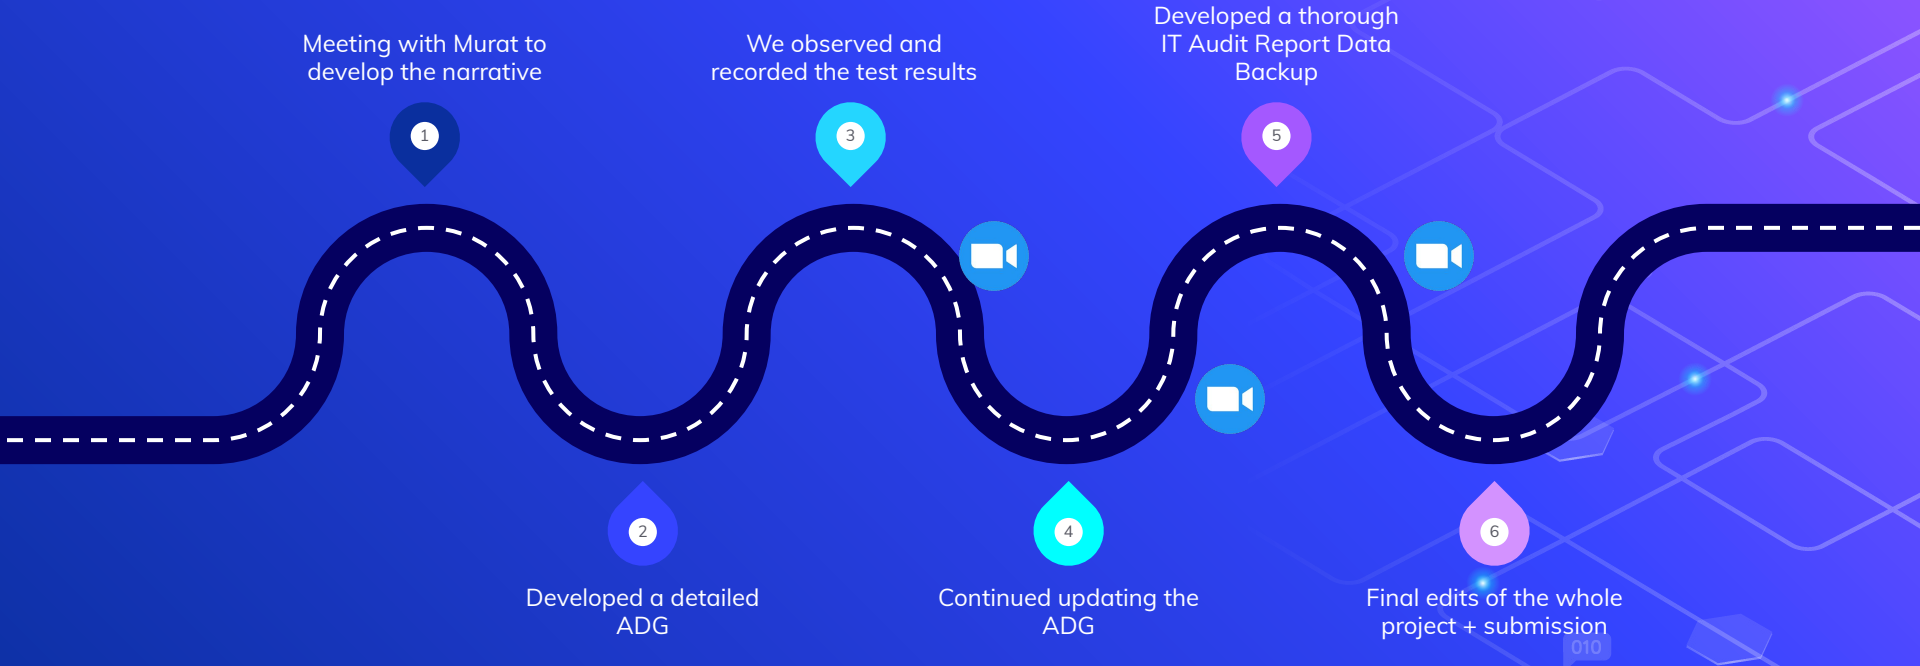 Meeting with Murat to
develop the narrative
1
2
Developed a detailed
ADG
We observed and
recorded the test results
3
4
Continued updating the
ADG
Developed a thorough
IT Audit Report Data
Backup
5
6
Final edits of the whole
project + submission
010